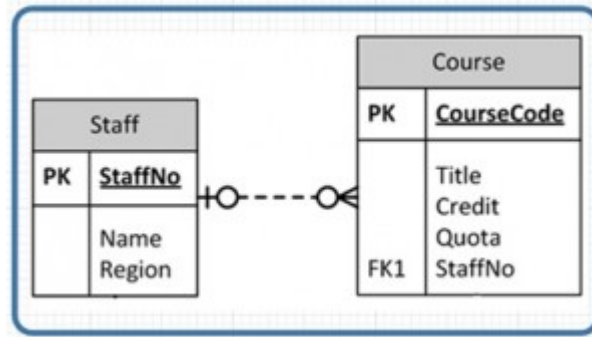 Staff
PK StaffNo
Name
Region
Course
PK CourseCode
Title
Credit
Quota
FK1 StaffNo